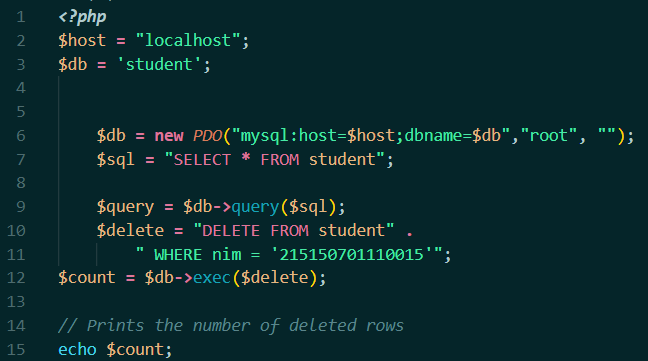 1 <?php
2 $host = "localhost";
3 $db = 'student';
4
5
6 $db = new PDO("mysql:host=$host;dbname=$db","root", "");
7 $sql = "SELECT * FROM student";
8
9 $query = $db->query($sql);
10 $delete = "DELETE FROM student" .
11 " WHERE nim = '215150701110015'";
12 $count = $db->exec($delete);
13
14 // Prints the number of deleted rows
15 echo $count;